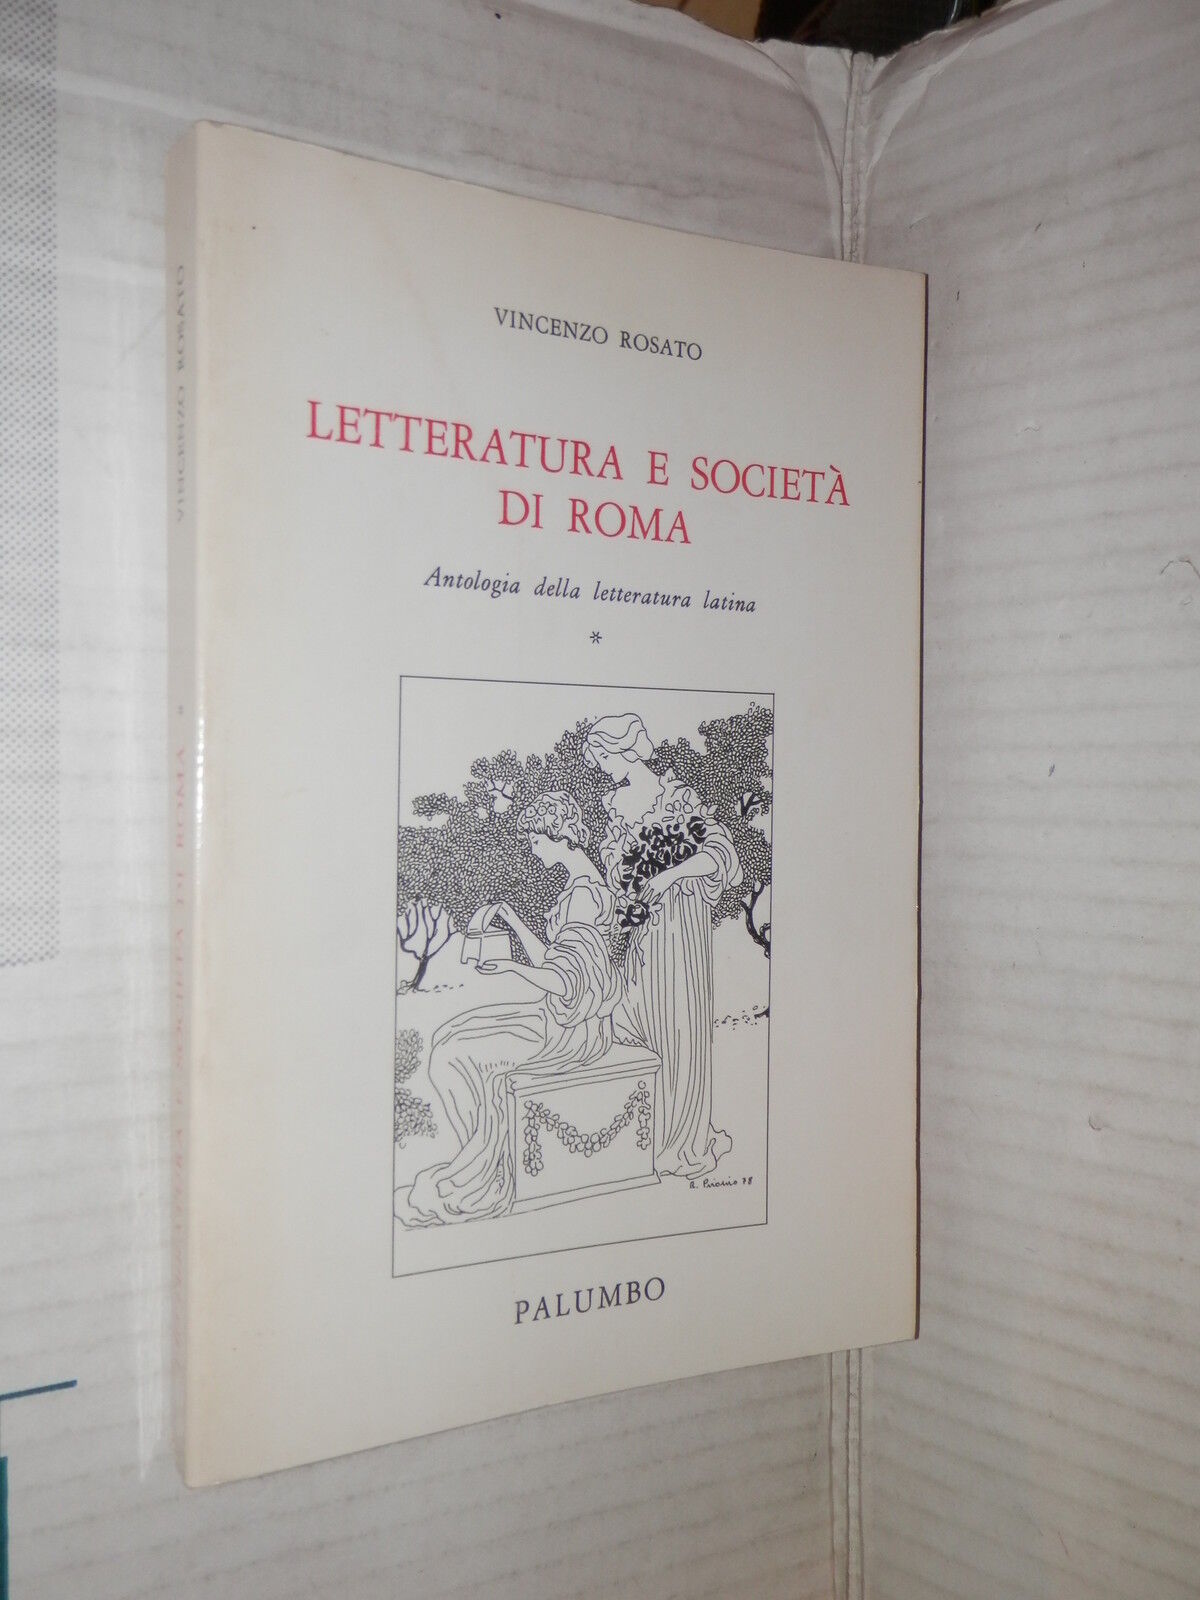 VINCENZO ROSATO
LETTERATURA E SOCIETÀ
DI ROMA
Antologia della letteratura latina
*
PALUMBO
VINCENZO ROSATO
LETTERATURA E SOCIETÀ DI ROMA *